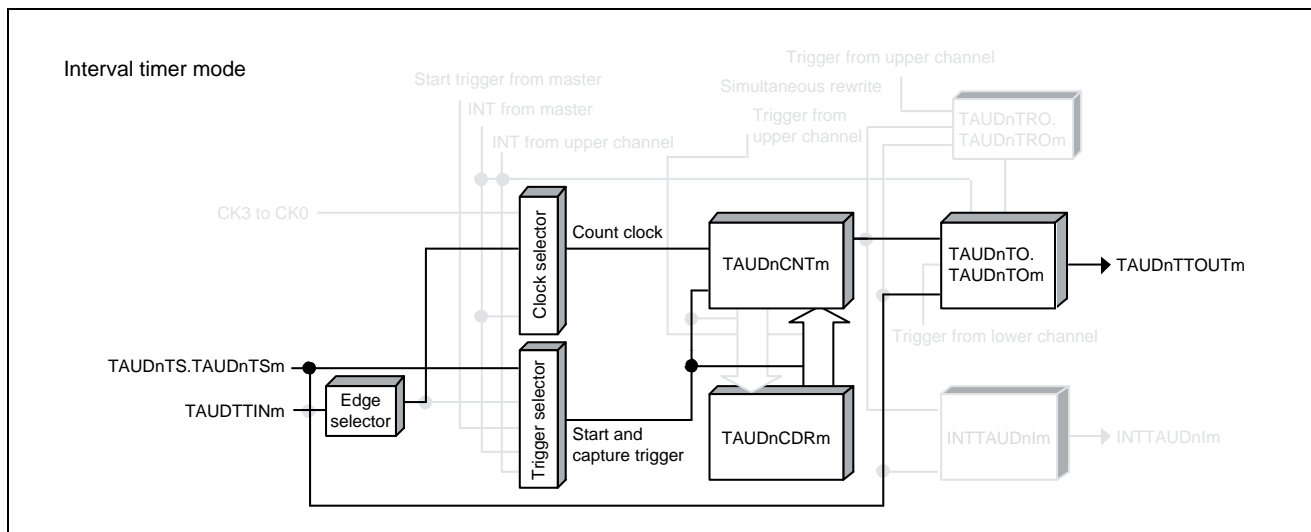 Interval timer mode
Trigger from upper channel
Start trigger from master
Simultaneous rewrite
INT from master
Trigger from
upper channel
INT from upper channel
TAUDnTRO.
TAUDnTROm
CK3 to CK0
Clock selector
Count clock
TAUDnCNTm
TAUDnTO.
TAUDnTOm
TAUDnTTOUTm
Trigger from lower channel
TAUDnTS.TAUDnTSm
TAUDTTINm
Edge
selector
Trigger selector
Start and
capture trigger
TAUDnCDRm
INTTAUDnIm
INTTAUDnIm